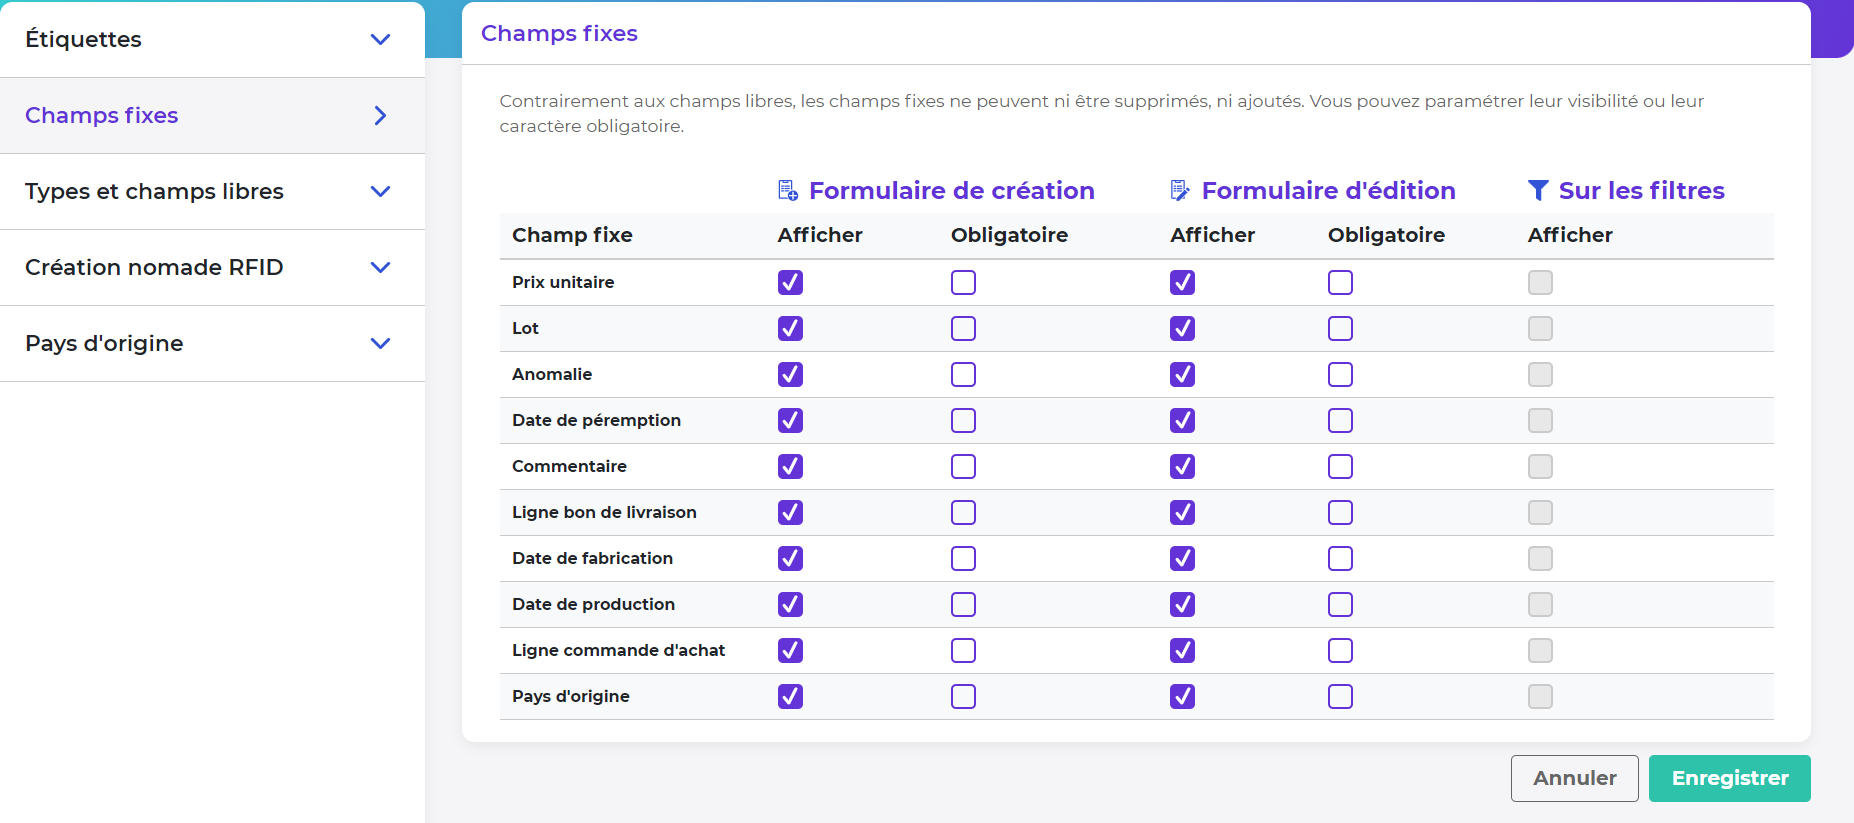 Étiquettes
Champs fixes
Types et champs libres
Création nomade RFID
Pays d'origine
Champs fixes
Contrairement aux champs libres, les champs fixes ne peuvent ni être supprimés, ni ajoutés. Vous pouvez paramétrer leur visibilité ou leur
caractère obligatoire.
Formulaire de création Formulaire d'édition Sur les filtres
Champ fixe Afficher Obligatoire Afficher Obligatoire Afficher
Prix unitaire
Lot
Anomalie
Date de péremption
Commentaire
Ligne bon de livraison
Date de fabrication
Date de production
Ligne commande d'achat
Pays d'origine
Annuler Enregistrer